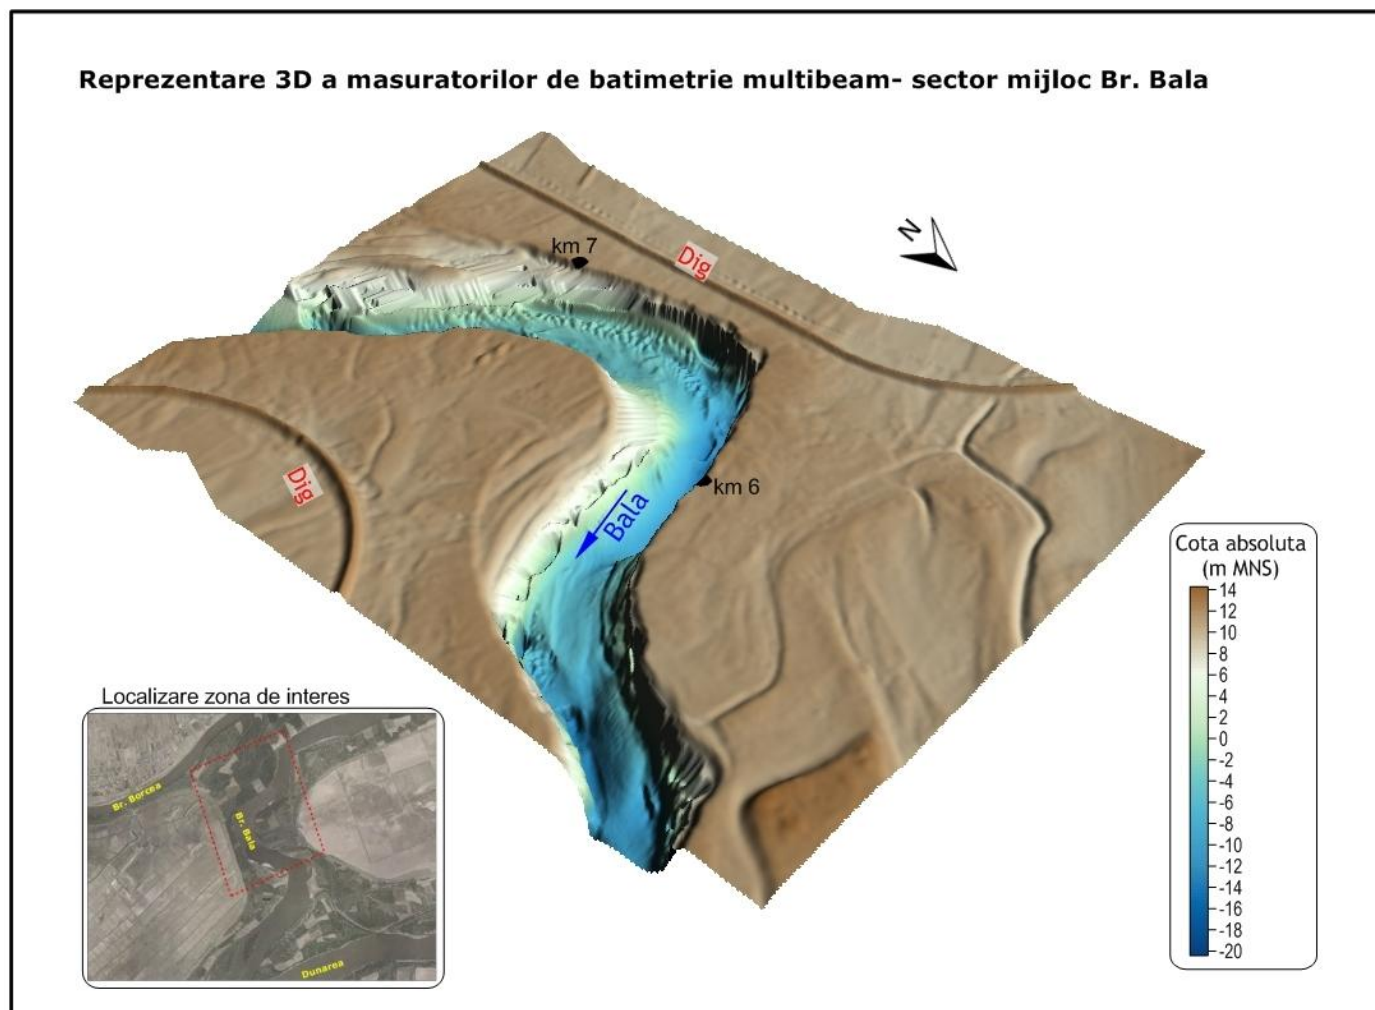 Reprezentare 3D a masuratorilor de batimetrie multibeam- sector mijloc Br. Bala
N
km 7
Dig
Dig
km 6
Bala
Cota absoluta
(m MNS)
14
12
10
8
6
4
2
0
-2
-4
-6
-8
-10
-12
-14
-16
-18
-20
Localizare zona de interes
Br. Borcea
Br. Bala
Dunarea